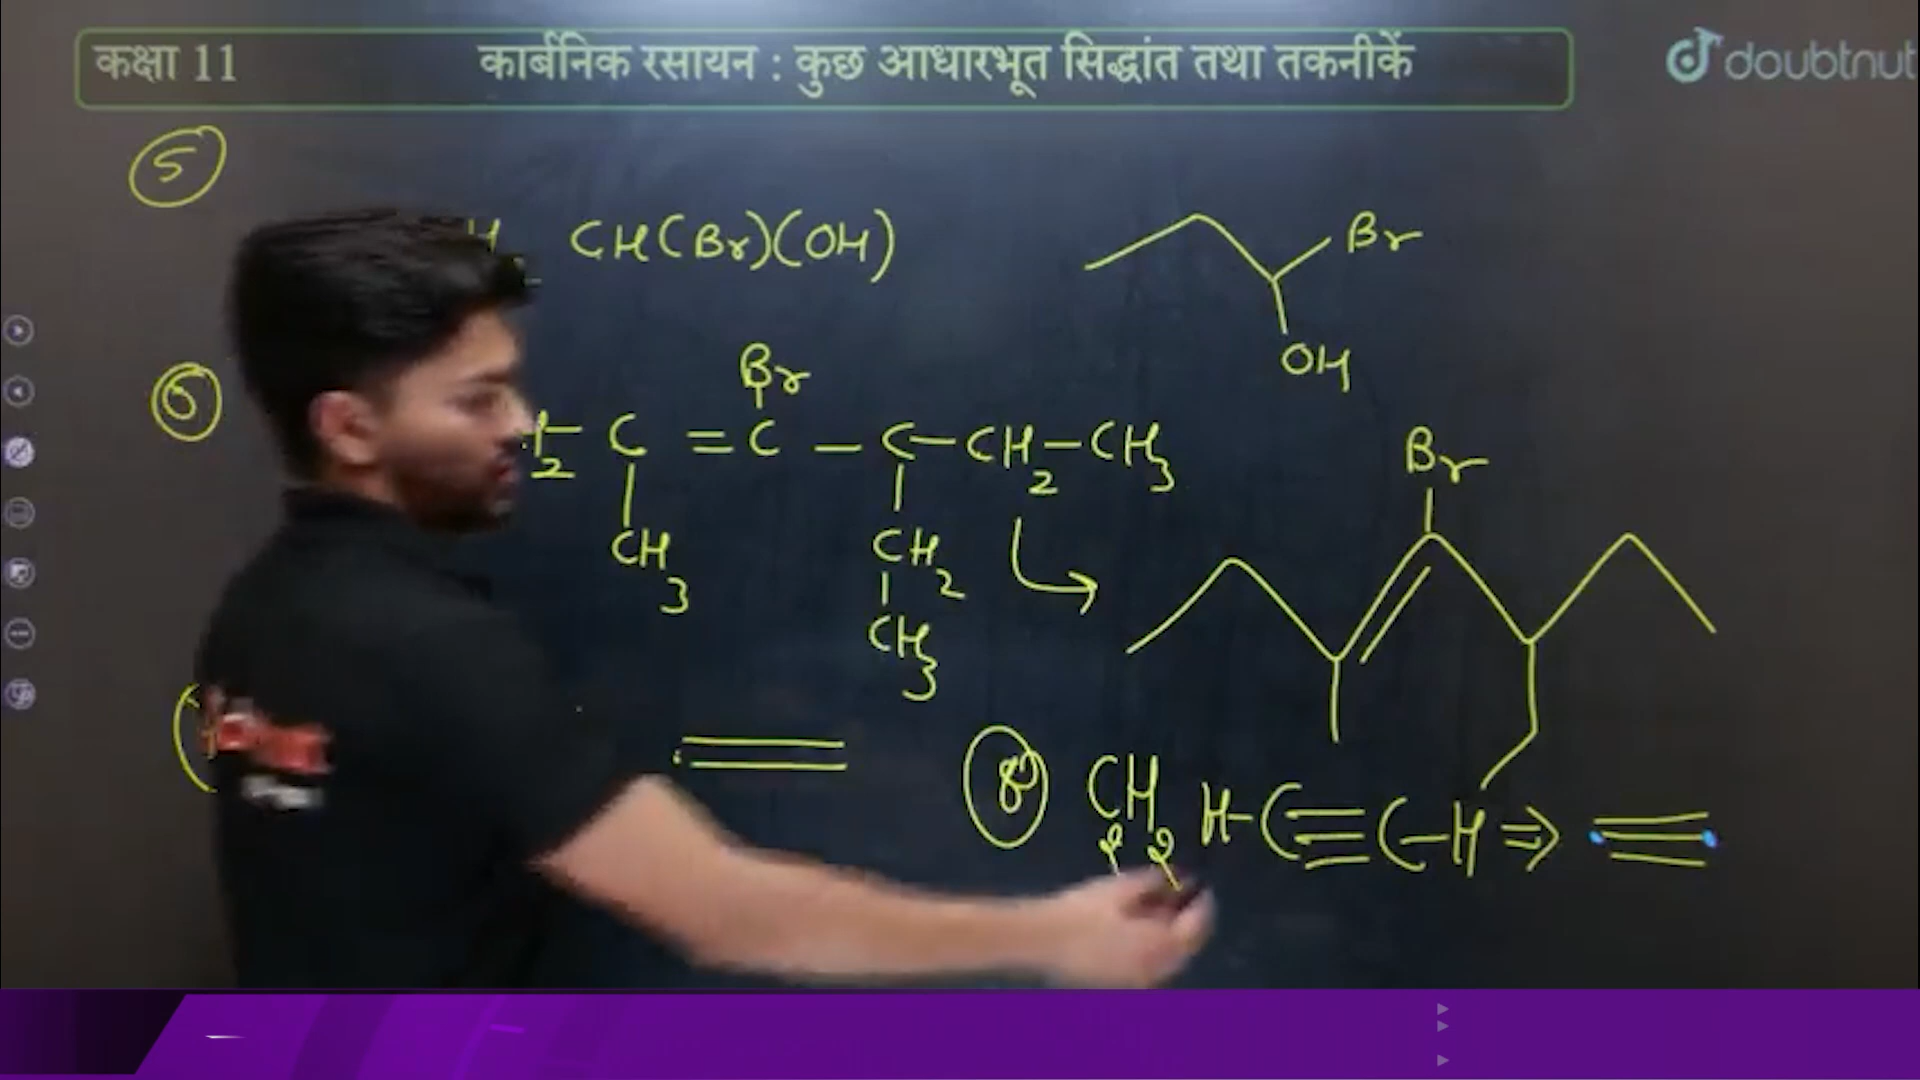 कक्षा 11 कार्बनिक रसायन : कुछ आधारभूत सिद्धांत तथा तकनीकें doubtnut
5
CH(Br)(OH) Br
OH
6
Br
C = C — C — CH2 — CH3 Br
CH3 CH2
CH3
8 CH H-C≡C-H ⇒